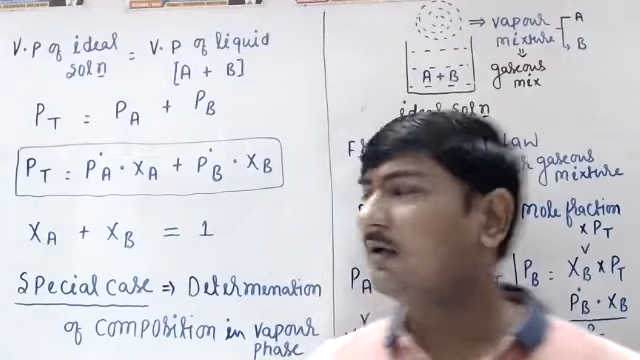 V.P of ideal soln = V.P of liquid [A + B]
P_T = P_A + P_B
P_T = P°_A · X_A + P°_B · X_B
X_A + X_B = 1
Special Case ⇒ Determenation
of composition in vapour
phase
⇒ vapour mixture
A
B
⇓
gaseous mix
A + B
ideal soln
Law
gaseous
mixture
mole fraction
× P_T
P_A
P_B = X_B × P_T
P°_B · X_B